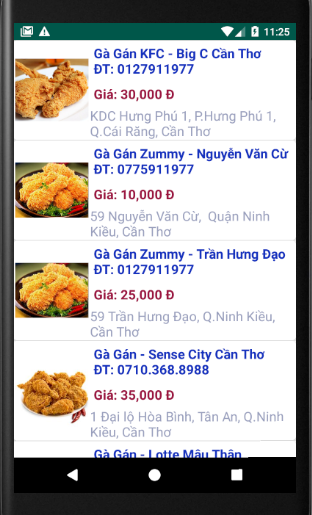 11:25
Gà Gán KFC - Big C Cần Thơ
ĐT: 0127911977
Giá: 30,000 Đ
KDC Hưng Phú 1, P.Hưng Phú 1,
Q.Cái Răng, Cần Thơ
Gà Gán Zummy - Nguyễn Văn Cừ
ĐT: 0775911977
Giá: 10,000 Đ
59 Nguyễn Văn Cừ, Quận Ninh
Kiều, Cần Thơ
Gà Gán Zummy - Trần Hưng Đạo
ĐT: 0127911977
Giá: 25,000 Đ
59 Trần Hưng Đạo, Q.Ninh Kiều,
Cần Thơ
Gà Gán - Sense City Cần Thơ
ĐT: 0710.368.8988
Giá: 35,000 Đ
1 Đại lộ Hòa Bình, Tân An, Q.Ninh
Kiều, Cần Thơ
Gà Gán - Lotte Mậu Thân